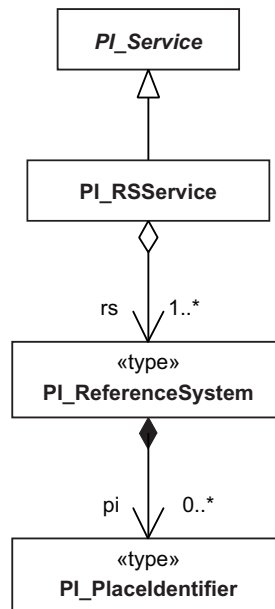 PI_Service
PI_RSService
rs 1..*
«type»
PI_ReferenceSystem
pi 0..*
«type»
PI_PlaceIdentifier